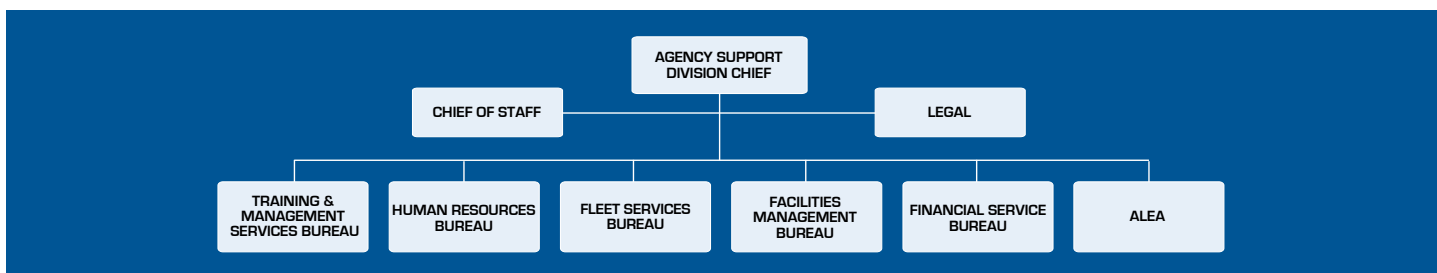 AGENCY SUPPORT
DIVISION CHIEF
CHIEF OF STAFF
LEGAL
TRAINING &
MANAGEMENT
SERVICES BUREAU
HUMAN RESOURCES
BUREAU
FLEET SERVICES
BUREAU
FACILITIES
MANAGEMENT
BUREAU
FINANCIAL SERVICE
BUREAU
ALEA